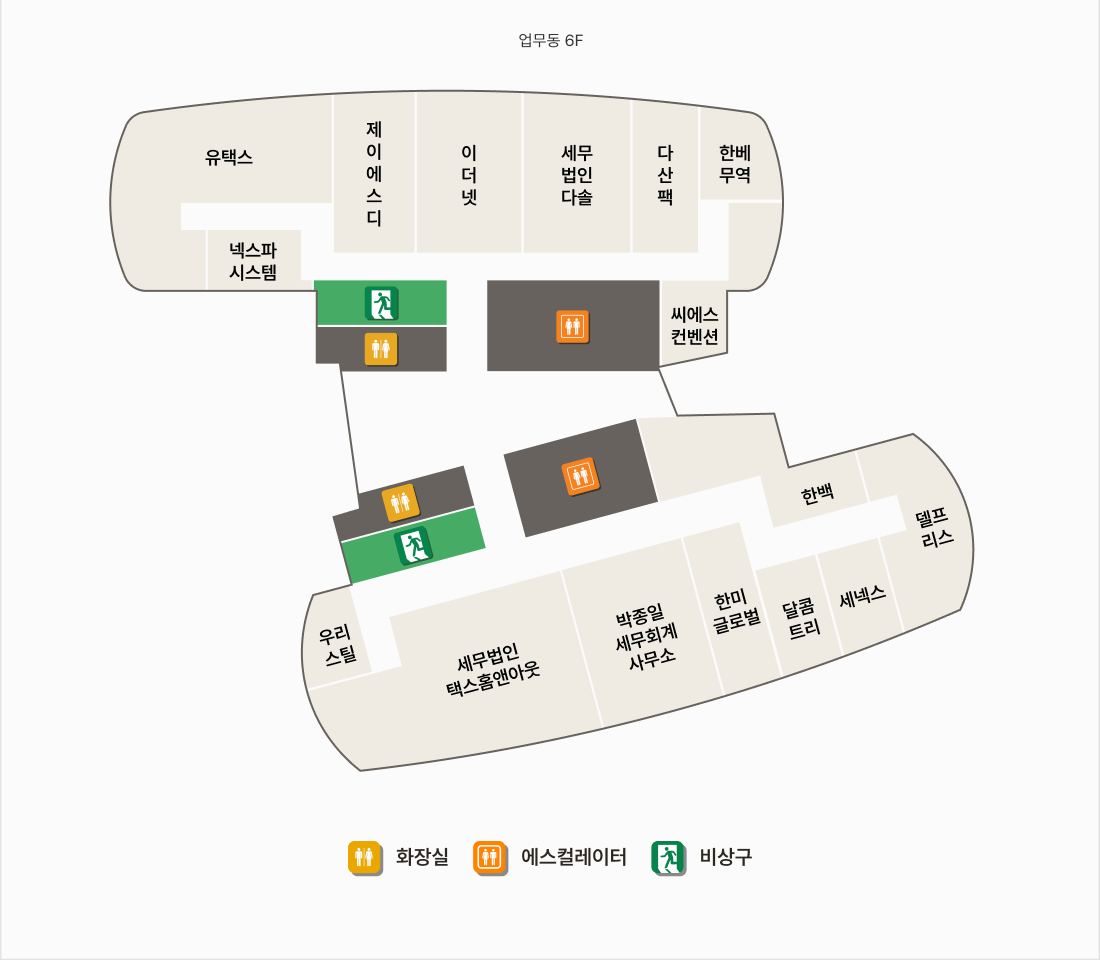 업무동 6F
유택스
제
이
에
스
디
이
더
넷
세무
법인
다솔
다
산
팩
한베
무역
넥스파
시스템
씨에스
컨벤션
한백
델프
리스
우리
스틸
세무법인
택스홈앤아웃
박종일
세무회계
사무소
한미
글로벌
달콤
트리
세넥스
화장실
에스컬레이터
비상구